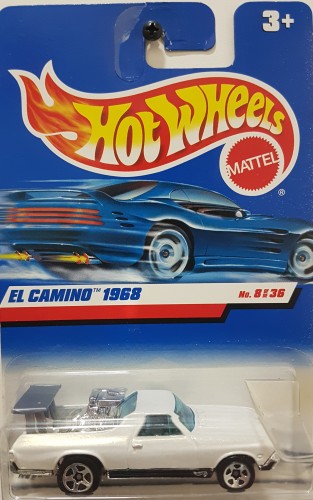 3+
Hot Wheels
MATTEL
®
EL CAMINO™ 1968
No. 8 OF 36